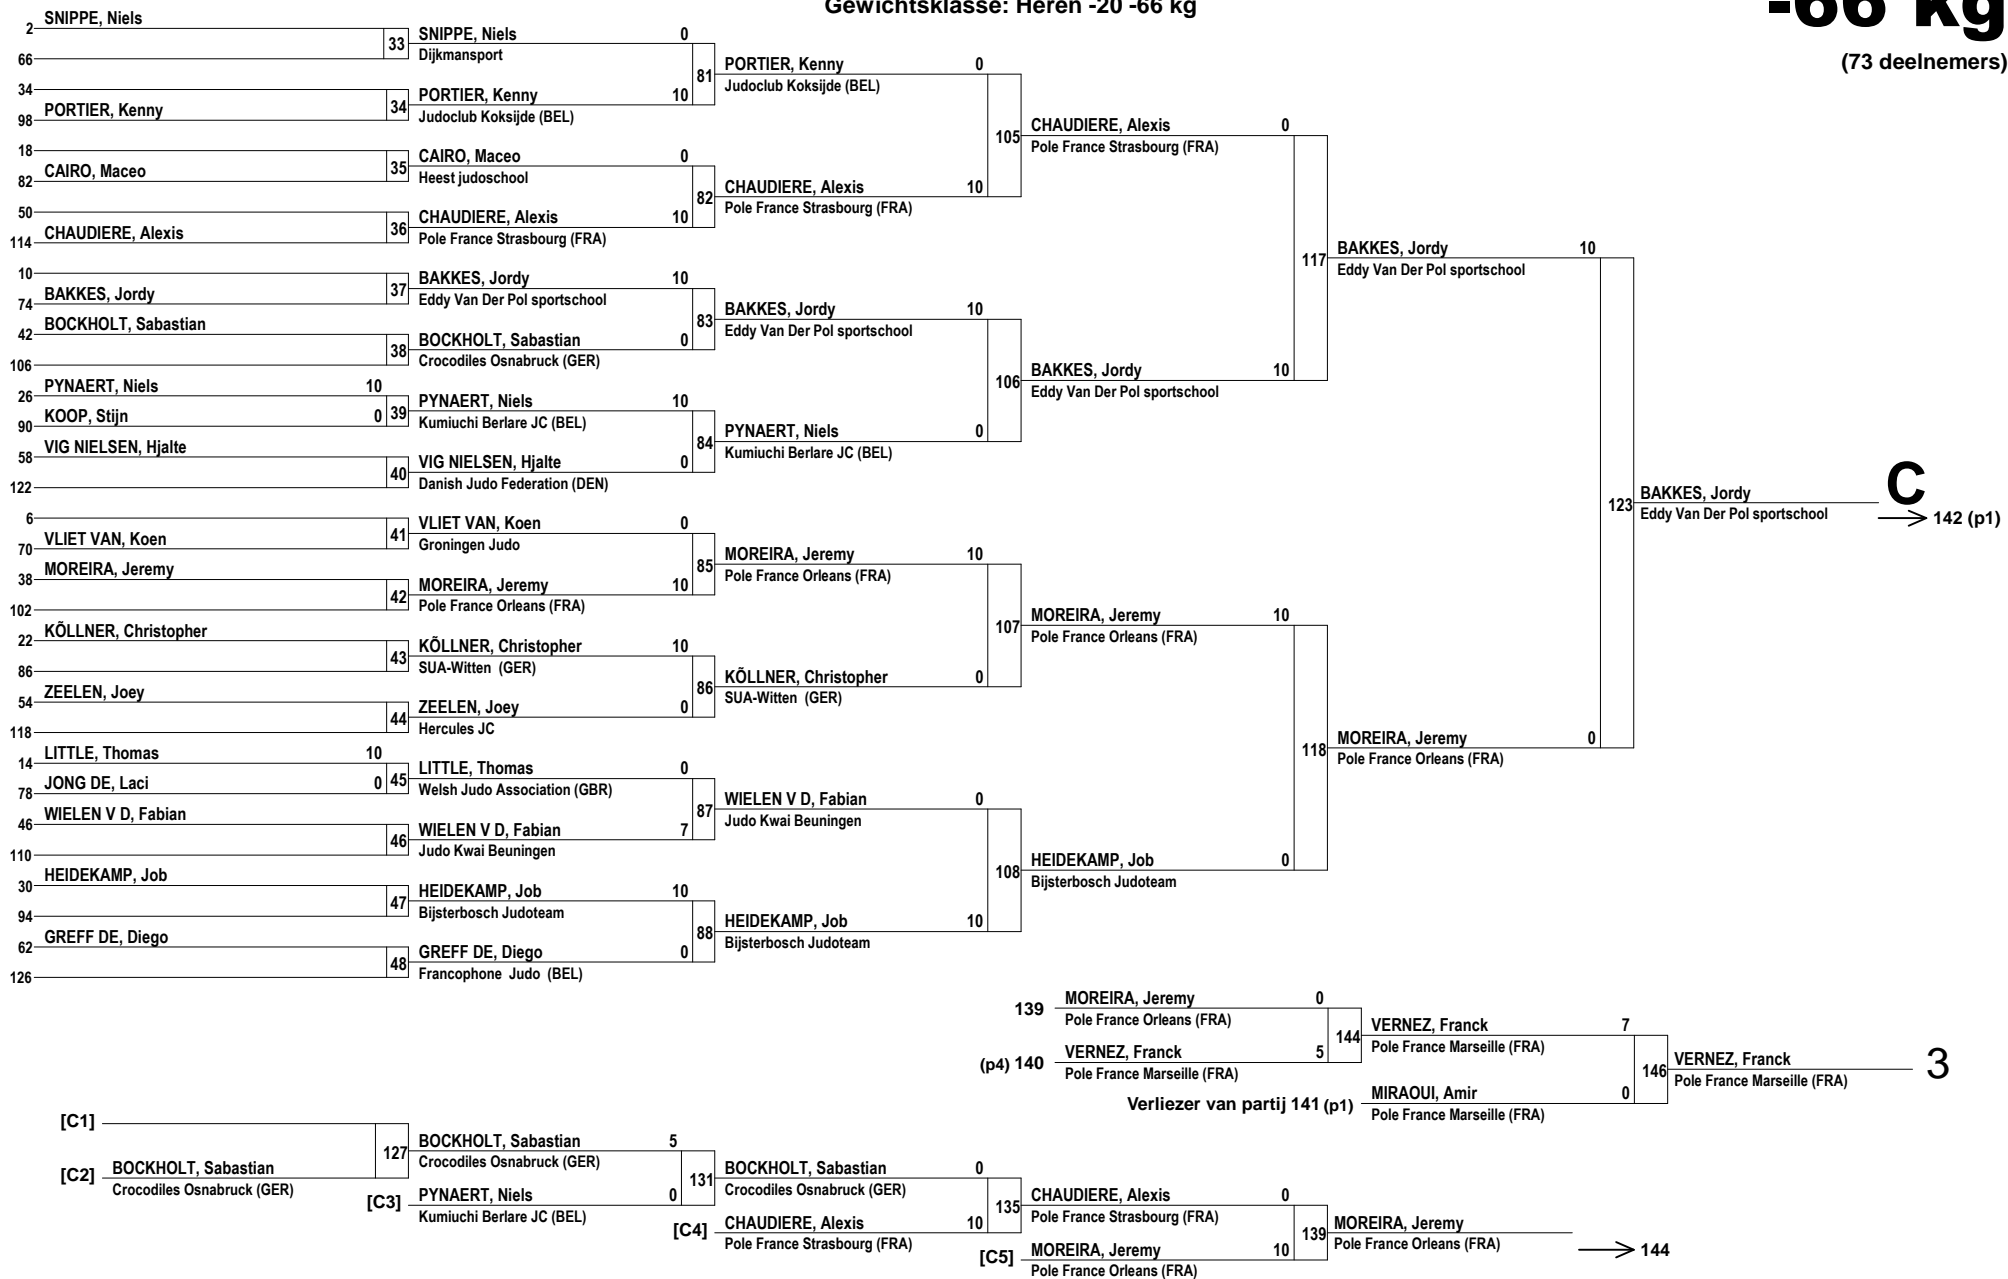 Gewichtsklasse: Heren -20 -66 kg
-66 kg
(73 deelnemers)
2 SNIPPE, Niels
66
33
34
98 PORTIER, Kenny
34
18
82 CAIRO, Maceo
35
50
114 CHAUDIERE, Alexis
36
10
74 BAKKES, Jordy
37
42 BOCKHOLT, Sabastian
106
38
26 PYNAERT, Niels 10
90 KOOP, Stijn 0
39
58 VIG NIELSEN, Hjalte
122
40
6
70 VLIET VAN, Koen
41
38 MOREIRA, Jeremy
102
42
22 KÕLLNER, Christopher
86
43
54 ZEELEN, Joey
118
44
14 LITTLE, Thomas 10
78 JONG DE, Laci 0
45
46 WIELEN V D, Fabian
110
46
30 HEIDEKAMP, Job
94
47
62 GREFF DE, Diego
126
48
SNIPPE, Niels 0
Dijkmansport
81
PORTIER, Kenny 10
Judoclub Koksijde (BEL)
CAIRO, Maceo 0
Heest judoschool
82
CHAUDIERE, Alexis 10
Pole France Strasbourg (FRA)
BAKKES, Jordy 10
Eddy Van Der Pol sportschool
83
BOCKHOLT, Sabastian 0
Crocodiles Osnabruck (GER)
PYNAERT, Niels 10
Kumiuchi Berlare JC (BEL)
84
VIG NIELSEN, Hjalte 0
Danish Judo Federation (DEN)
VLIET VAN, Koen 0
Groningen Judo
85
MOREIRA, Jeremy 10
Pole France Orleans (FRA)
KÕLLNER, Christopher 10
SUA-Witten (GER)
86
ZEELEN, Joey 0
Hercules JC
LITTLE, Thomas 0
Welsh Judo Association (GBR)
87
WIELEN V D, Fabian 7
Judo Kwai Beuningen
HEIDEKAMP, Job 10
Bijsterbosch Judoteam
88
GREFF DE, Diego 0
Francophone Judo (BEL)
PORTIER, Kenny 0
Judoclub Koksijde (BEL)
105
CHAUDIERE, Alexis 10
Pole France Strasbourg (FRA)
BAKKES, Jordy 10
Eddy Van Der Pol sportschool
106
PYNAERT, Niels 0
Kumiuchi Berlare JC (BEL)
MOREIRA, Jeremy 10
Pole France Orleans (FRA)
107
KÕLLNER, Christopher 0
SUA-Witten (GER)
WIELEN V D, Fabian 0
Judo Kwai Beuningen
108
HEIDEKAMP, Job 10
Bijsterbosch Judoteam
CHAUDIERE, Alexis 0
Pole France Strasbourg (FRA)
117
BAKKES, Jordy 10
Eddy Van Der Pol sportschool
MOREIRA, Jeremy 10
Pole France Orleans (FRA)
118
HEIDEKAMP, Job 0
Bijsterbosch Judoteam
BAKKES, Jordy 10
Eddy Van Der Pol sportschool
123
MOREIRA, Jeremy 0
Pole France Orleans (FRA)
BAKKES, Jordy
Eddy Van Der Pol sportschool
C
142 (p1)
139 MOREIRA, Jeremy 0
Pole France Orleans (FRA)
144
(p4) 140 VERNEZ, Franck 5
Pole France Marseille (FRA)
VERNEZ, Franck 7
Pole France Marseille (FRA)
146
Verliezer van partij 141 (p1) MIRAOUI, Amir 0
Pole France Marseille (FRA)
VERNEZ, Franck
Pole France Marseille (FRA)
3
[C1]
127
[C2] BOCKHOLT, Sabastian
Crocodiles Osnabruck (GER)
BOCKHOLT, Sabastian 5
Crocodiles Osnabruck (GER)
131
[C3] PYNAERT, Niels 0
Kumiuchi Berlare JC (BEL)
BOCKHOLT, Sabastian 0
Crocodiles Osnabruck (GER)
135
[C4] CHAUDIERE, Alexis 10
Pole France Strasbourg (FRA)
CHAUDIERE, Alexis 0
Pole France Strasbourg (FRA)
139
[C5] MOREIRA, Jeremy 10
Pole France Orleans (FRA)
MOREIRA, Jeremy
Pole France Orleans (FRA)
144